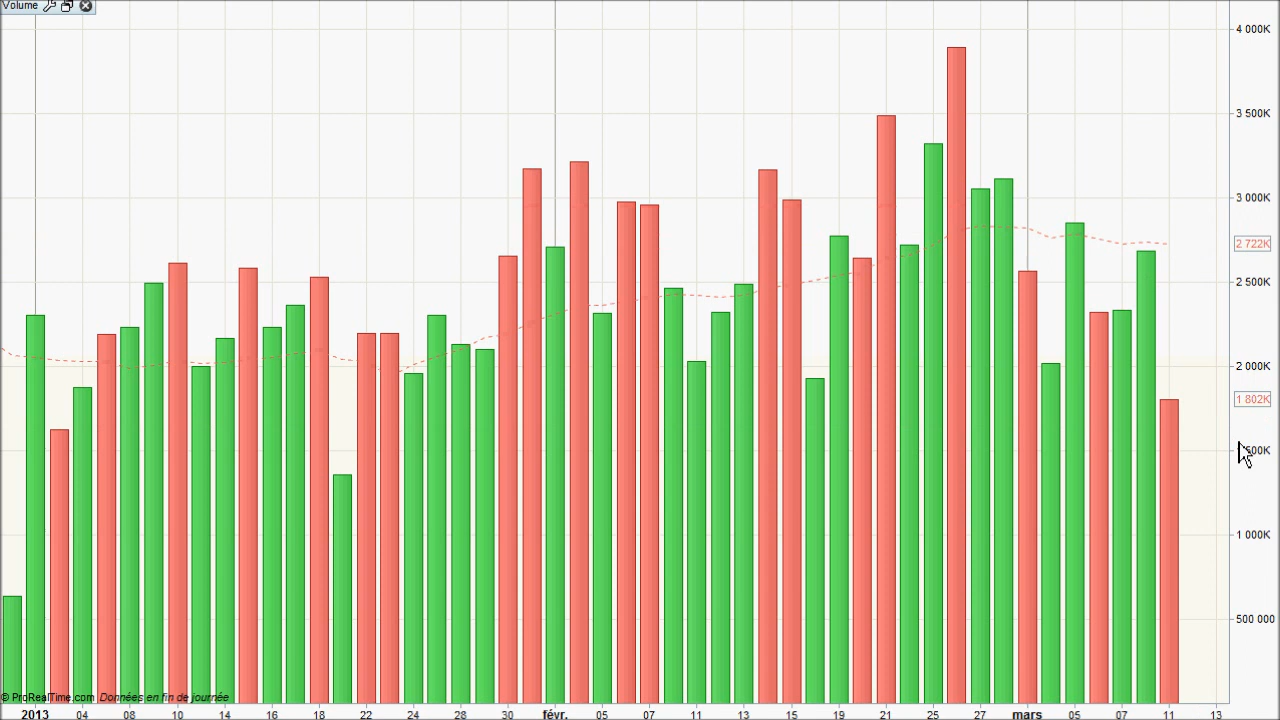 Volume
4 000K
3 500K
3 000K
2 722K
2 500K
2 000K
1 802K
1 000K
500 000
© ProRealTime.com Données en fin de journée
2013 04 08 10 14 16 18 22 24 28 30 févr. 05 07 11 13 15 19 21 25 27 mars 05 07 11 13